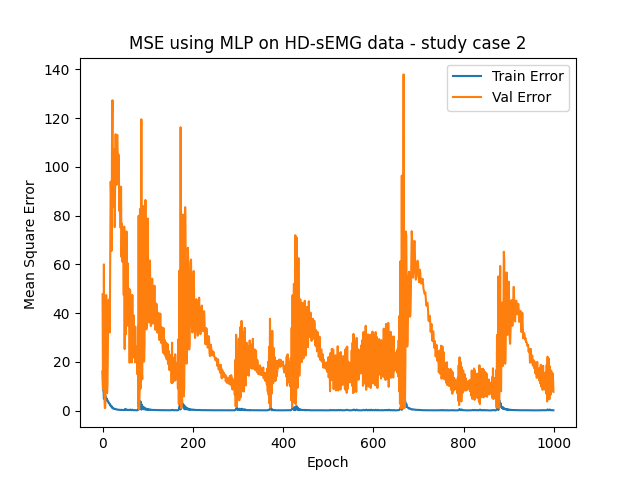 MSE using MLP on HD-sEMG data - study case 2
Train Error
Val Error
Mean Square Error
140
120
100
80
60
40
20
0
0 200 400 600 800 1000
Epoch